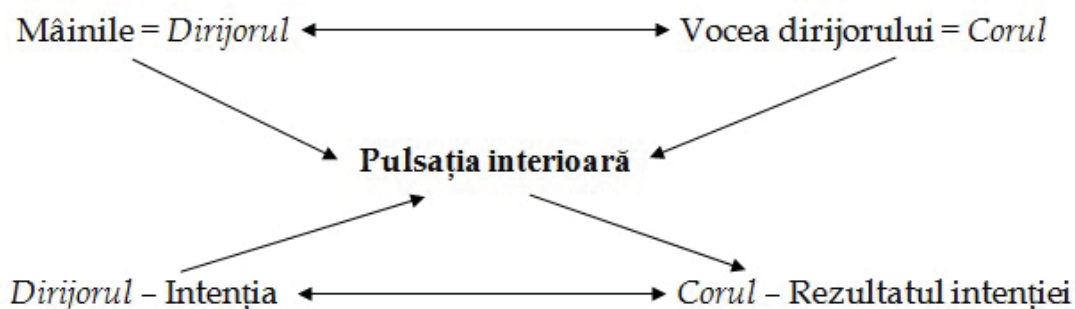 Mâinile = Dirijorul Vocea dirijorului = Corul
Pulsația interioară
Dirijorul – Intenția Corul – Rezultatul intenției